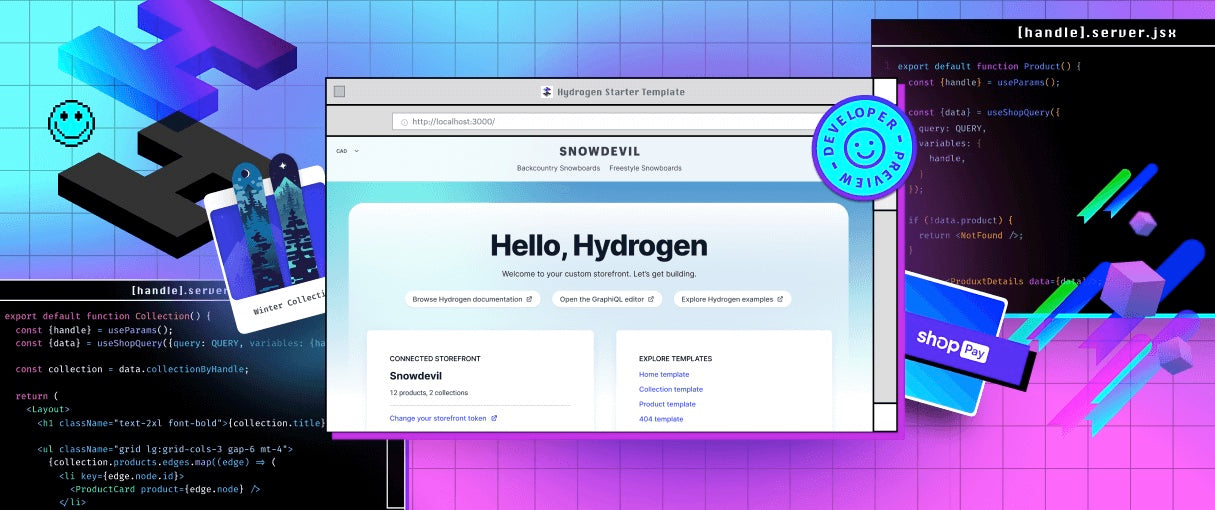 [handle].server.jsx
export default function Product() {
const {handle} = useParams();
const {data} = useShopQuery({
query: QUERY,
variables: {
handle,
}
});
if (!data.product) {
return <NotFound />;
}
<ProduxtDetails data={data}
Hydrogen Starter Template
http://localhost:3000/
CAD
SNOWDEVIL
Backcountry Snowboards Freestyle Snowboards
DEVELOPER - PREVIEW -
Hello, Hydrogen
Welcome to your custom storefront. Let's get building.
Browse Hydrogen documentation Open the GraphiQL editor Explore Hydrogen examples
CONNECTED STOREFRONT
Snowdevil
12 products, 2 collections
Change your storefront token
EXPLORE TEMPLATES
Home template
Collection template
Product template
404 template
shop Pay
Winter Collecti
[handle].server
export default function Collection() {
const {handle} = useParams();
const {data} = useShopQuery({query: QUERY, variables: {ha
const collection = data.collectionByHandle;
return (
<Layout>
<h1 className="text-2xl font-bold">{collection.title}
<ul className="grid lg:grid-cols-3 gap-6 mt-4">
{collection.products.edges.map((edge) => (
<li key={edge.node.id}>
<ProductCard product={edge.node} />
</li>